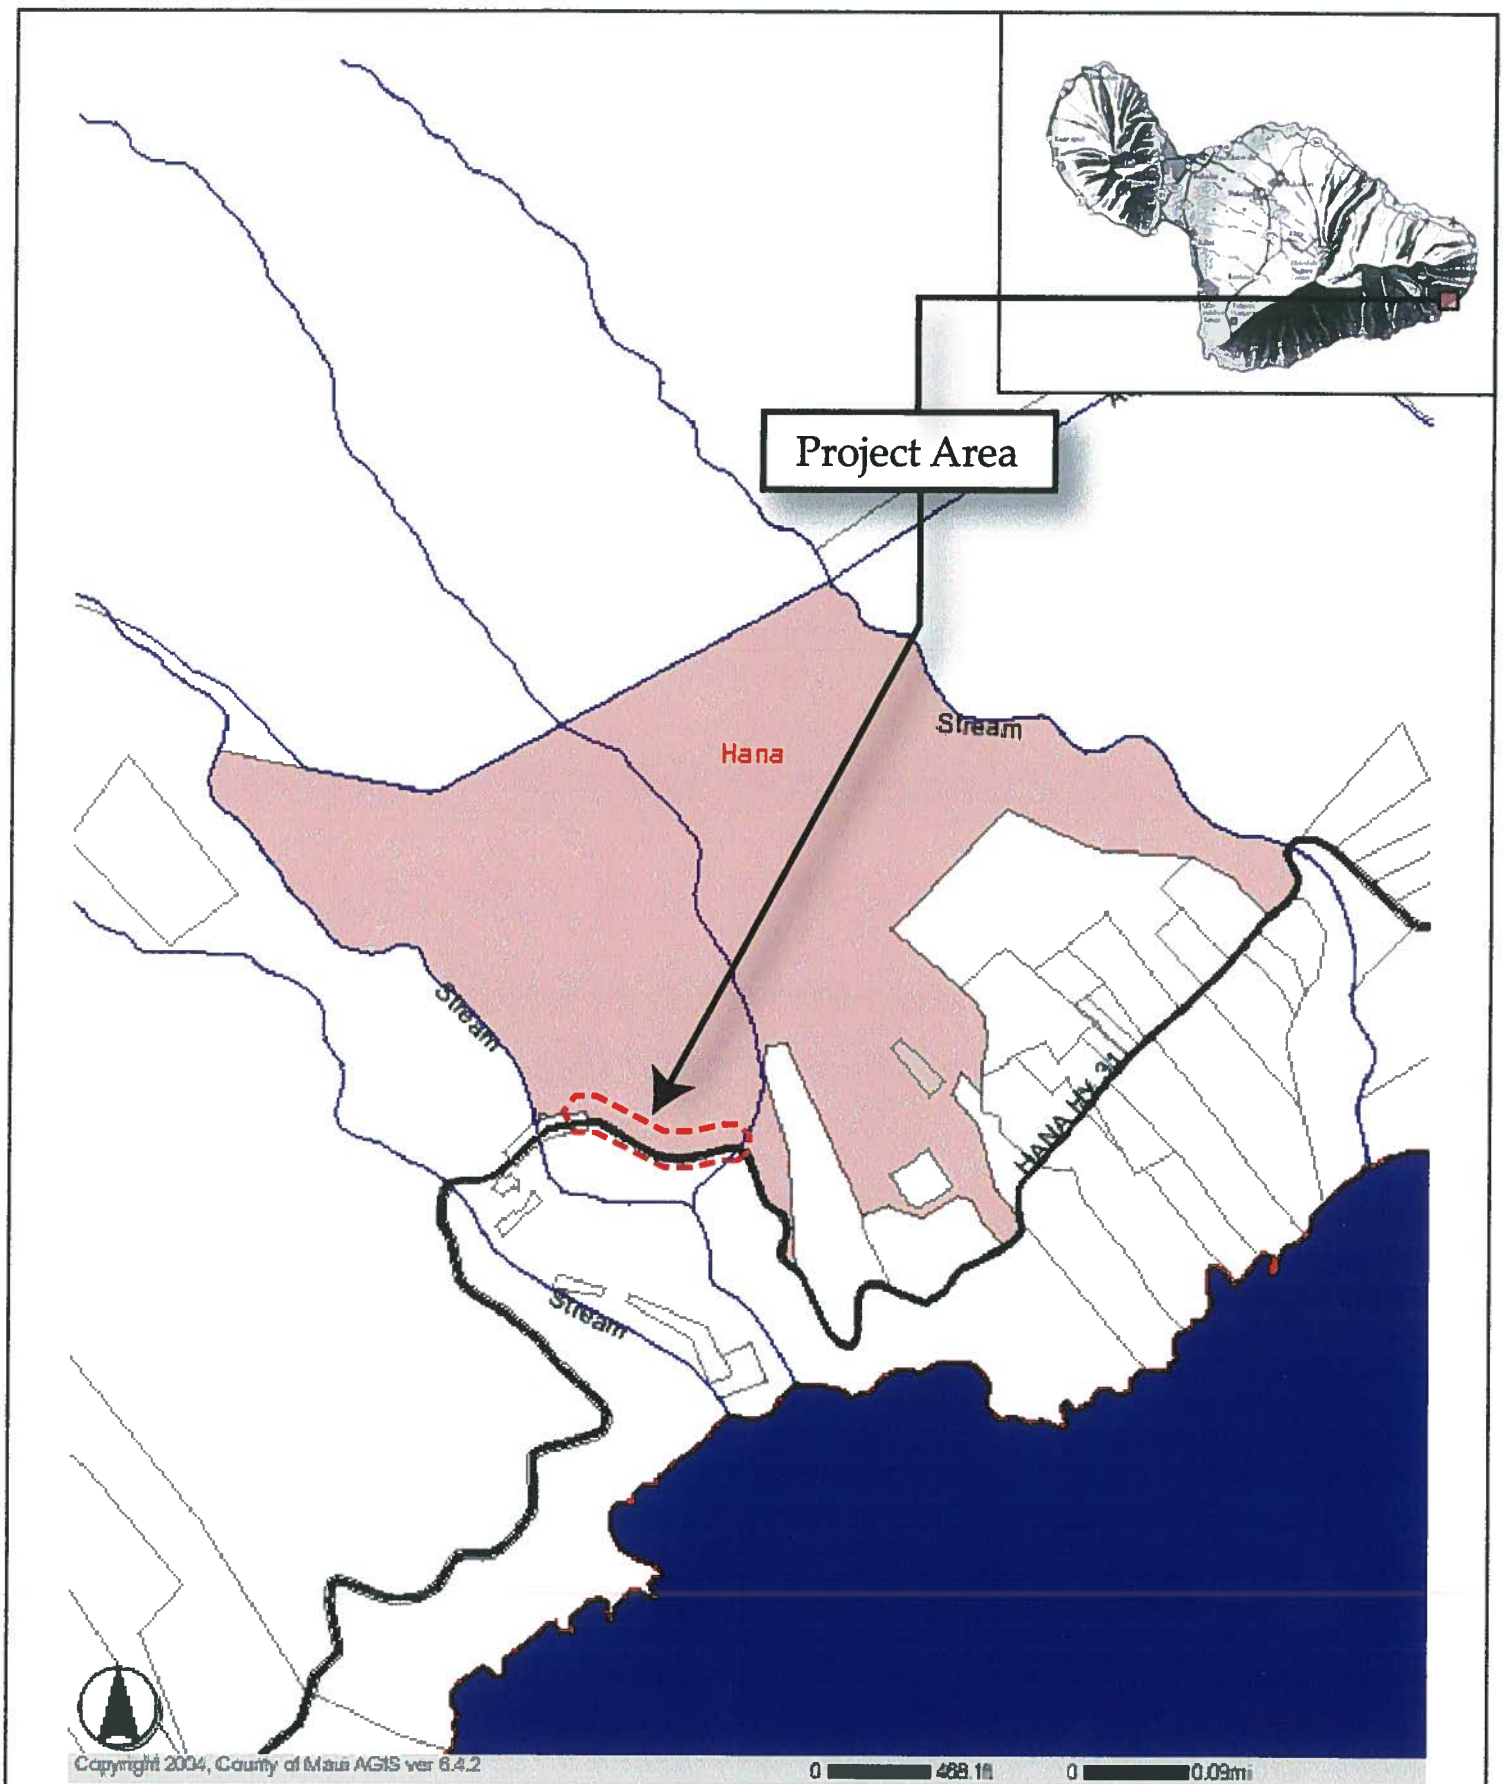 Project Area
Stream
Hana
Stream
HANA HY. 31
Stream
Copyright 2004, County of Maui AGIS ver 6.4.2
0 468.1ft 0 0.09mi